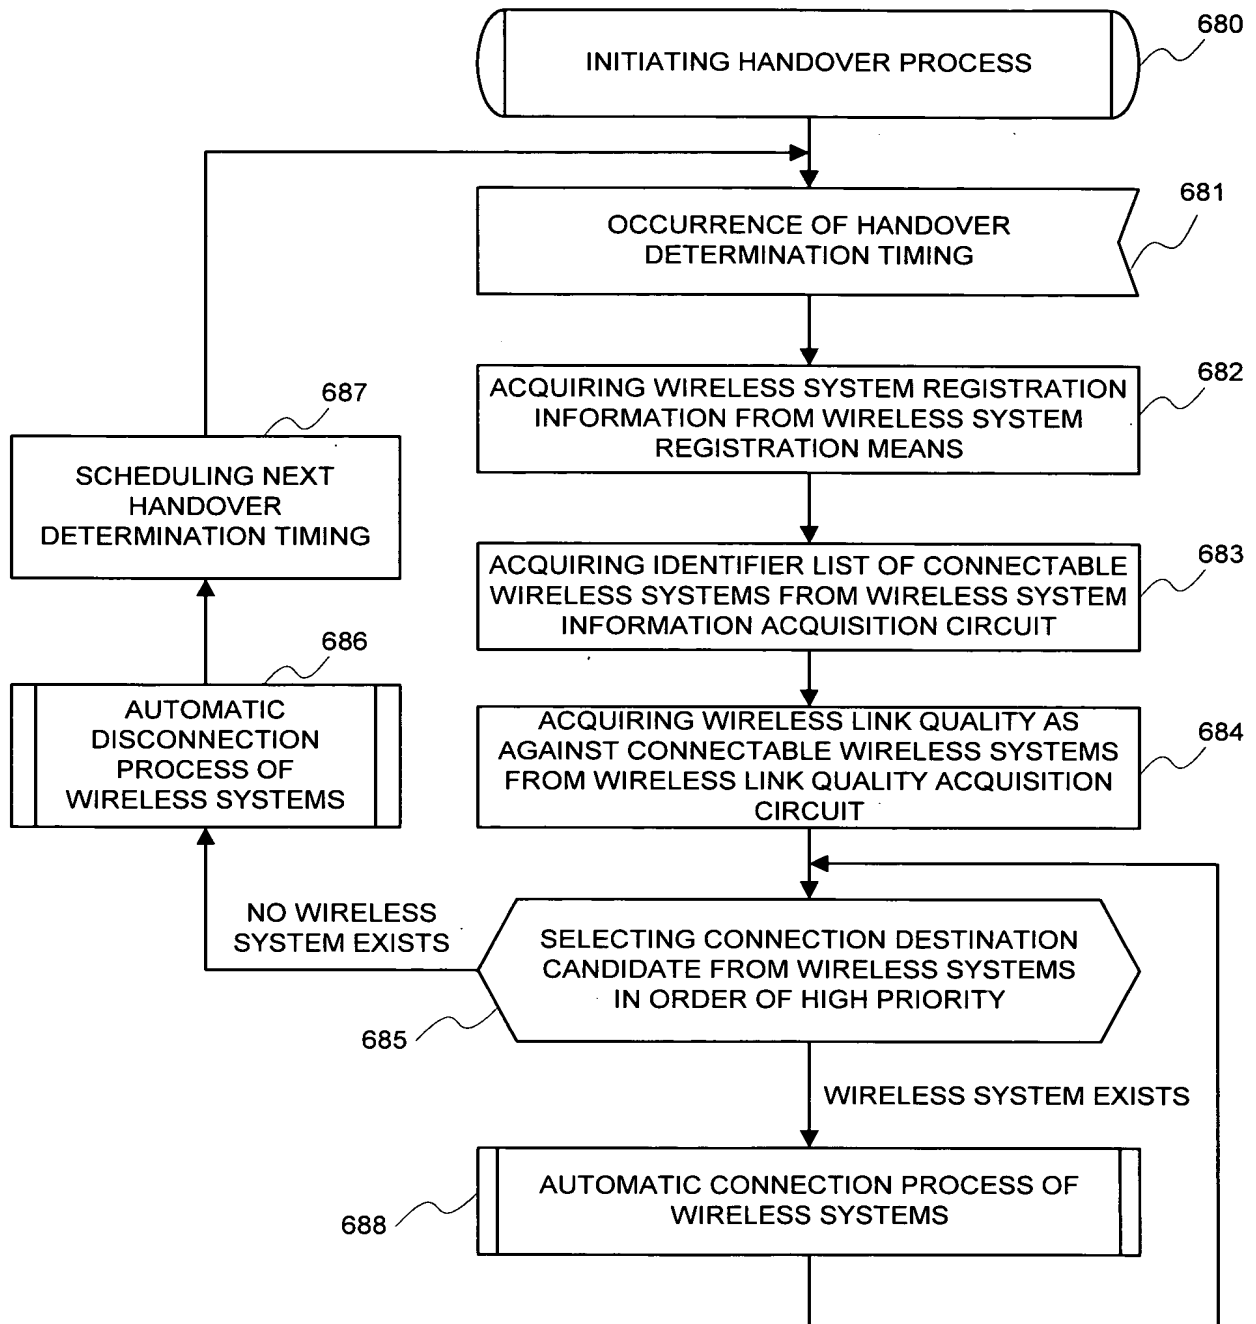 INITIATING HANDOVER PROCESS
680
OCCURRENCE OF HANDOVER
DETERMINATION TIMING
681
ACQUIRING WIRELESS SYSTEM REGISTRATION
INFORMATION FROM WIRELESS SYSTEM
REGISTRATION MEANS
682
687
SCHEDULING NEXT
HANDOVER
DETERMINATION TIMING
ACQUIRING IDENTIFIER LIST OF CONNECTABLE
WIRELESS SYSTEMS FROM WIRELESS SYSTEM
INFORMATION ACQUISITION CIRCUIT
683
686
AUTOMATIC
DISCONNECTION
PROCESS OF
WIRELESS SYSTEMS
ACQUIRING WIRELESS LINK QUALITY AS
AGAINST CONNECTABLE WIRELESS SYSTEMS
FROM WIRELESS LINK QUALITY ACQUISITION
CIRCUIT
684
NO WIRELESS
SYSTEM EXISTS
SELECTING CONNECTION DESTINATION
CANDIDATE FROM WIRELESS SYSTEMS
IN ORDER OF HIGH PRIORITY
685
WIRELESS SYSTEM EXISTS
AUTOMATIC CONNECTION PROCESS OF
WIRELESS SYSTEMS
688